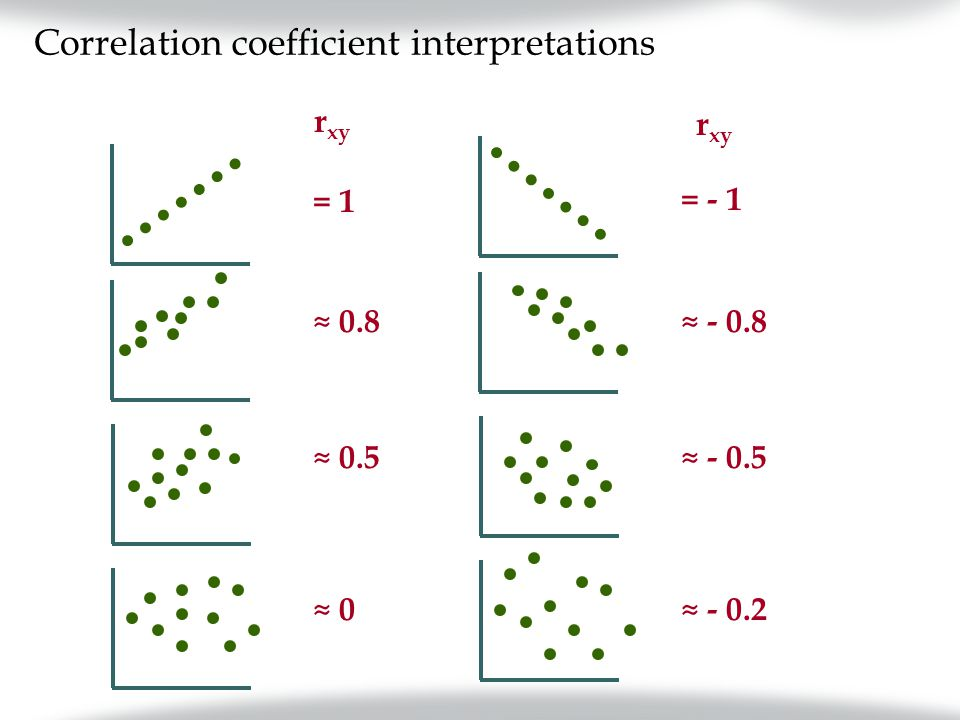 Correlation coefficient interpretations
rxy
rxy
= 1
= - 1
≈ 0.8
≈ - 0.8
≈ 0.5
≈ - 0.5
≈ 0
≈ - 0.2